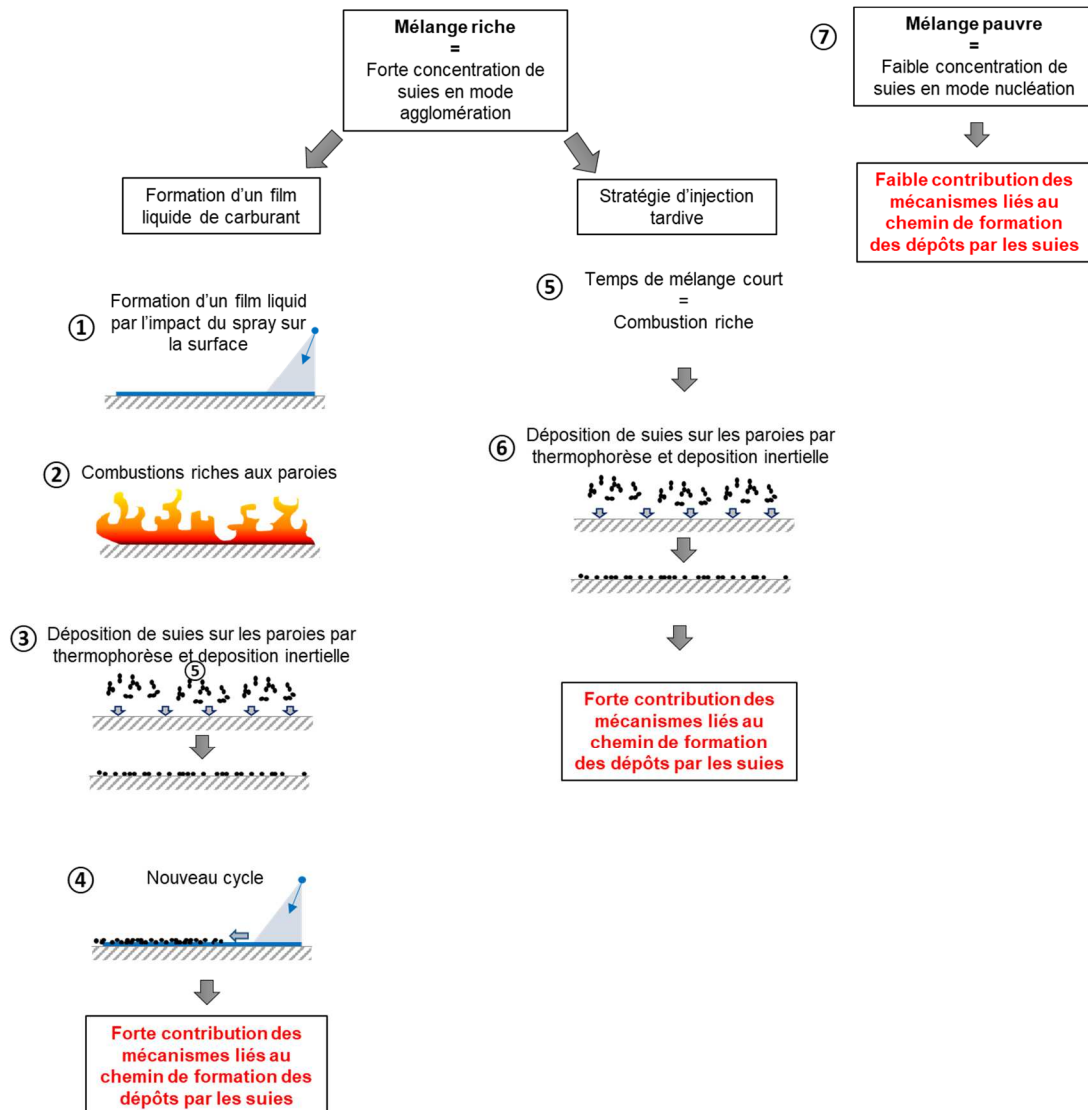 Mélange riche
=
Forte concentration de
suies en mode
agglomération
Formation d'un film
liquide de carburant
① Formation d'un film liquid
par l'impact du spray sur
la surface
② Combustions riches aux paroies
③ Déposition de suies sur les paroies par
thermophorèse et deposition inertielle
⑤
④ Nouveau cycle
Forte contribution des
mécanismes liés au
chemin de formation des
dépôts par les suies
Stratégie d'injection
tardive
⑤ Temps de mélange court
=
Combustion riche
⑥ Déposition de suies sur les paroies par
thermophorèse et deposition inertielle
Forte contribution des
mécanismes liés au
chemin de formation
des dépôts par les suies
⑦ Mélange pauvre
=
Faible concentration de
suies en mode nucléation
Faible contribution des
mécanismes liés au
chemin de formation
des dépôts par les suies